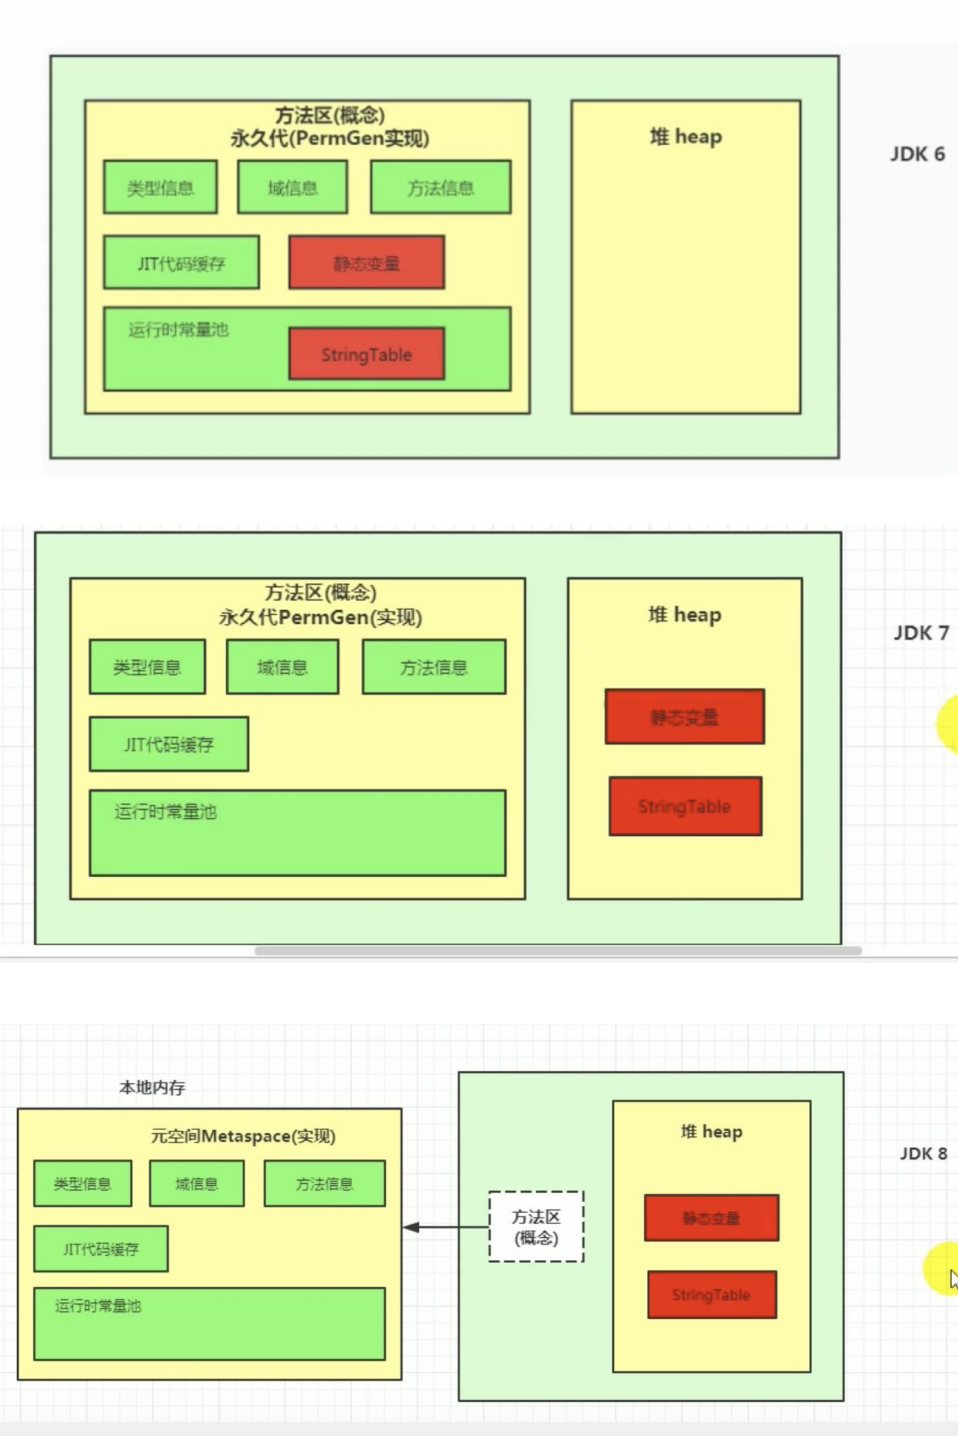 方法区(概念)
永久代(PermGen实现)
堆 heap
JDK 6
类型信息
域信息
方法信息
JIT代码缓存
静态变量
运行时常量池
StringTable
方法区(概念)
永久代PermGen(实现)
堆 heap
JDK 7
类型信息
域信息
方法信息
静态变量
JIT代码缓存
StringTable
运行时常量池
本地内存
元空间Metaspace(实现)
类型信息
域信息
方法信息
JIT代码缓存
运行时常量池
方法区
(概念)
堆 heap
静态变量
StringTable
JDK 8